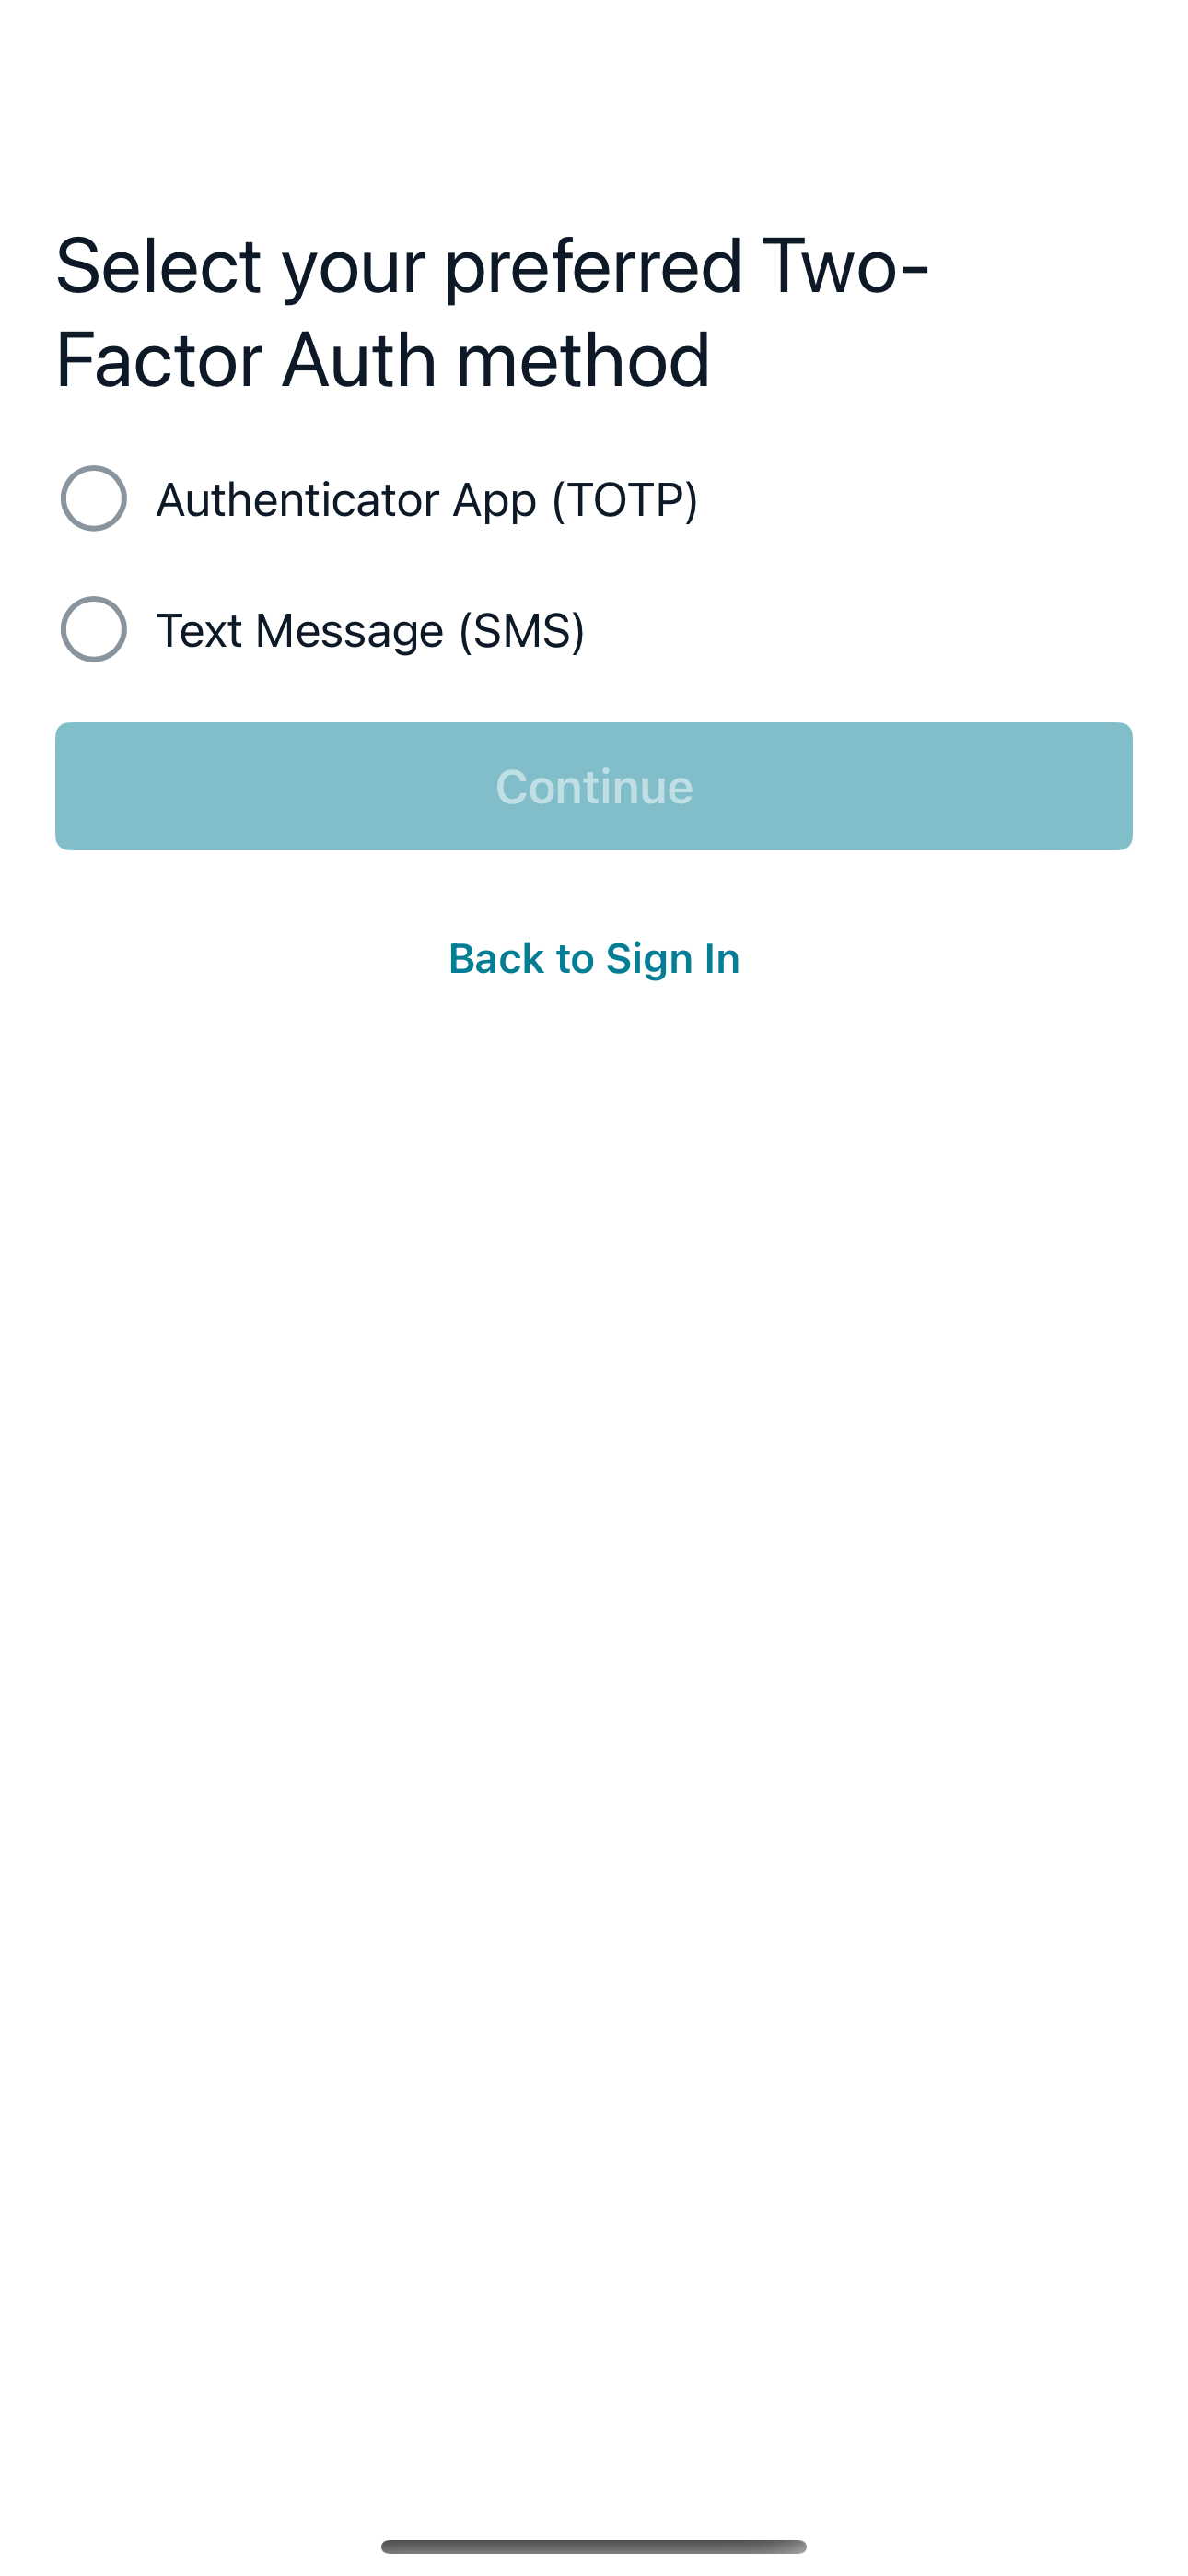 Select your preferred Two-
Factor Auth method
Authenticator App (TOTP)
Text Message (SMS)
Continue
Back to Sign In